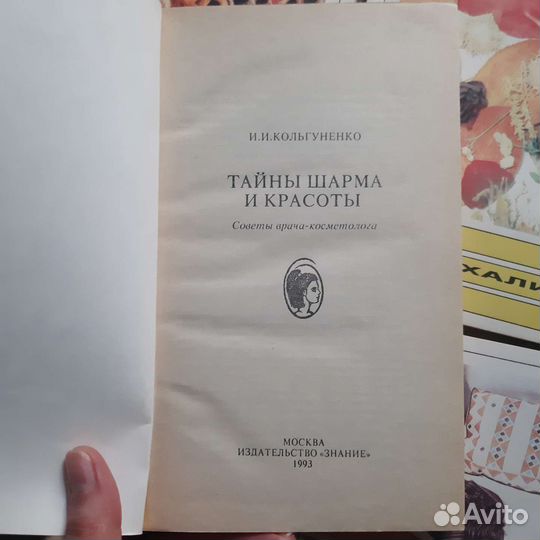 И.И.КОЛЬГУНЕНКО
ТАЙНЫ ШАРМА
И КРАСОТЫ
Советы врача-косметолога
МОСКВА
ИЗДАТЕЛЬСТВО «ЗНАНИЕ»
1993
ХАЛИ
Avito